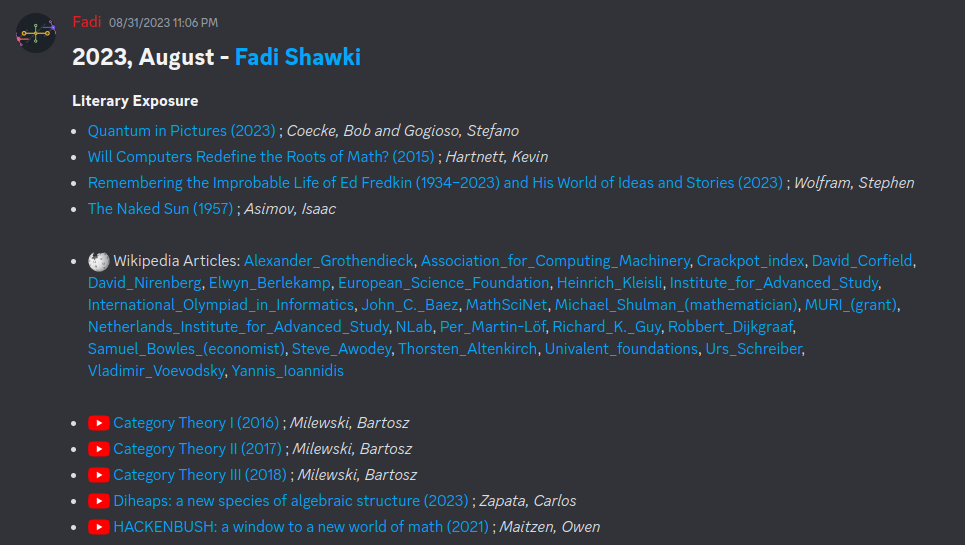 Fadi 08/31/2023 11:06 PM
2023, August - Fadi Shawki
Literary Exposure
Quantum in Pictures (2023) ; Coecke, Bob and Gogioso, Stefano
Will Computers Redefine the Roots of Math? (2015) ; Hartnett, Kevin
Remembering the Improbable Life of Ed Fredkin (1934–2023) and His World of Ideas and Stories (2023) ; Wolfram, Stephen
The Naked Sun (1957) ; Asimov, Isaac
Wikipedia Articles: Alexander_Grothendieck, Association_for_Computing_Machinery, Crackpot_index, David_Corfield,
David_Nirenberg, Elwyn_Berlekamp, European_Science_Foundation, Heinrich_Kleisli, Institute_for_Advanced_Study,
International_Olympiad_in_Informatics, John_C._Baez, MathSciNet, Michael_Shulman_(mathematician), MURI_(grant),
Netherlands_Institute_for_Advanced_Study, NLab, Per_Martin-Löf, Richard_K._Guy, Robbert_Dijkgraaf,
Samuel_Bowles_(economist), Steve_Awodey, Thorsten_Altenkirch, Univalent_foundations, Urs_Schreiber,
Vladimir_Voevodsky, Yannis_Ioannidis
Category Theory I (2016) ; Milewski, Bartosz
Category Theory II (2017) ; Milewski, Bartosz
Category Theory III (2018) ; Milewski, Bartosz
Diheaps: a new species of algebraic structure (2023) ; Zapata, Carlos
HACKENBUSH: a window to a new world of math (2021) ; Maitzen, Owen